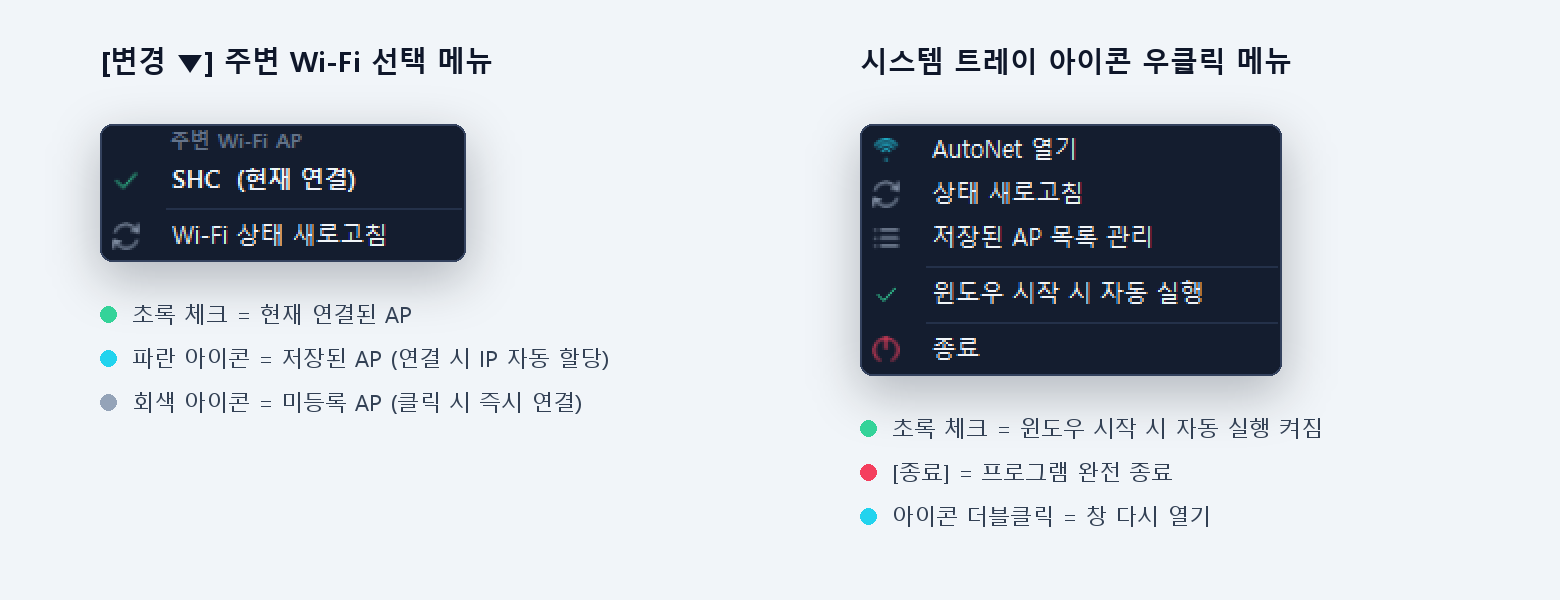 [변경 ▼] 주변 Wi-Fi 선택 메뉴
주변 Wi-Fi AP
SHC (현재 연결)
Wi-Fi 상태 새로고침
초록 체크 = 현재 연결된 AP
파란 아이콘 = 저장된 AP (연결 시 IP 자동 할당)
회색 아이콘 = 미등록 AP (클릭 시 즉시 연결)
시스템 트레이 아이콘 우클릭 메뉴
AutoNet 열기
상태 새로고침
저장된 AP 목록 관리
윈도우 시작 시 자동 실행
종료
초록 체크 = 윈도우 시작 시 자동 실행 켜짐
[종료] = 프로그램 완전 종료
아이콘 더블클릭 = 창 다시 열기